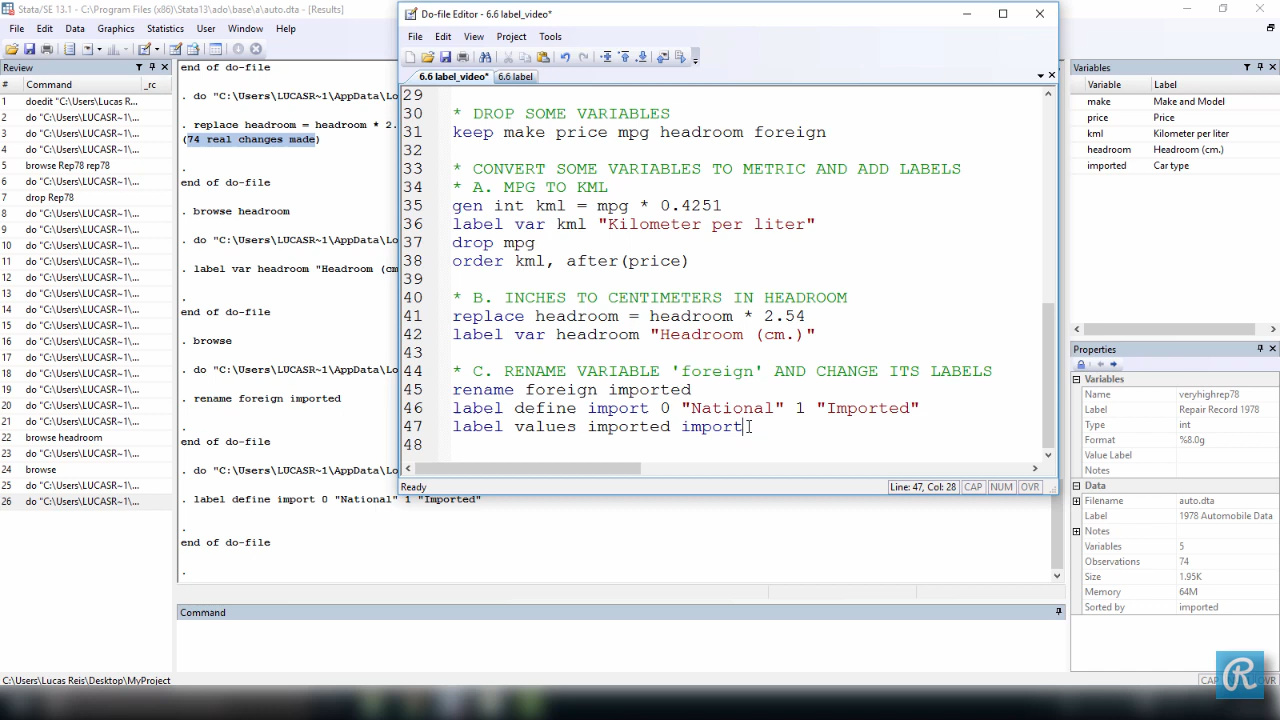 Stata/SE 13.1 - C:\Program Files (x86)\Stata13\ado\base\a\auto.dta - [Results]
File Edit Data Graphics Statistics User Window Help
Review
# Command _rc
1 doedit "C:\Users\Lucas R...
2 do "C:\Users\LUCASR~1\...
3 do "C:\Users\LUCASR~1\...
4 do "C:\Users\LUCASR~1\...
5 browse Rep78 rep78
6 do "C:\Users\LUCASR~1\...
7 drop Rep78
8 do "C:\Users\LUCASR~1\...
9 do "C:\Users\LUCASR~1\...
10 do "C:\Users\LUCASR~1\...
11 do "C:\Users\LUCASR~1\...
12 do "C:\Users\LUCASR~1\...
13 do "C:\Users\LUCASR~1\...
14 do "C:\Users\LUCASR~1\...
15 do "C:\Users\LUCASR~1\...
16 do "C:\Users\LUCASR~1\...
17 do "C:\Users\LUCASR~1\...
18 do "C:\Users\LUCASR~1\...
19 do "C:\Users\LUCASR~1\...
20 do "C:\Users\LUCASR~1\...
21 do "C:\Users\LUCASR~1\...
22 browse headroom
23 do "C:\Users\LUCASR~1\...
24 browse
25 do "C:\Users\LUCASR~1\...
26 do "C:\Users\LUCASR~1\...
end of do-file
. do "C:\Users\LUCASR~1\AppData\Lo
. replace headroom = headroom * 2.
(74 real changes made)
.
end of do-file
. browse headroom
. do "C:\Users\LUCASR~1\AppData\Lo
. label var headroom "Headroom (cm
.
end of do-file
. browse
. do "C:\Users\LUCASR~1\AppData\Lo
. rename foreign imported
.
end of do-file
. do "C:\Users\LUCASR~1\AppData\Lo
. label define import 0 "National" 1 "Imported"
.
end of do-file
.
Command
Do-file Editor - 6.6 label_video*
File Edit View Project Tools
6.6 label_video* 6.6 label
29
30 * DROP SOME VARIABLES
31 keep make price mpg headroom foreign
32
33 * CONVERT SOME VARIABLES TO METRIC AND ADD LABELS
34 * A. MPG TO KML
35 gen int kml = mpg * 0.4251
36 label var kml "Kilometer per liter"
37 drop mpg
38 order kml, after(price)
39
40 * B. INCHES TO CENTIMETERS IN HEADROOM
41 replace headroom = headroom * 2.54
42 label var headroom "Headroom (cm.)"
43
44 * C. RENAME VARIABLE 'foreign' AND CHANGE ITS LABELS
45 rename foreign imported
46 label define import 0 "National" 1 "Imported"
47 label values imported import
48
Ready Line: 47, Col: 28 CAP NUM OVR
Variables
Variable Label
make Make and Model
price Price
kml Kilometer per liter
headroom Headroom (cm.)
imported Car type
Properties
Variables
Name veryhighrep78
Label Repair Record 1978
Type int
Format %8.0g
Value Label
Notes
Data
Filename auto.dta
Label 1978 Automobile Data
Notes
Variables 5
Observations 74
Size 1.95K
Memory 64M
Sorted by imported
C:\Users\Lucas Reis\Desktop\MyProject
R